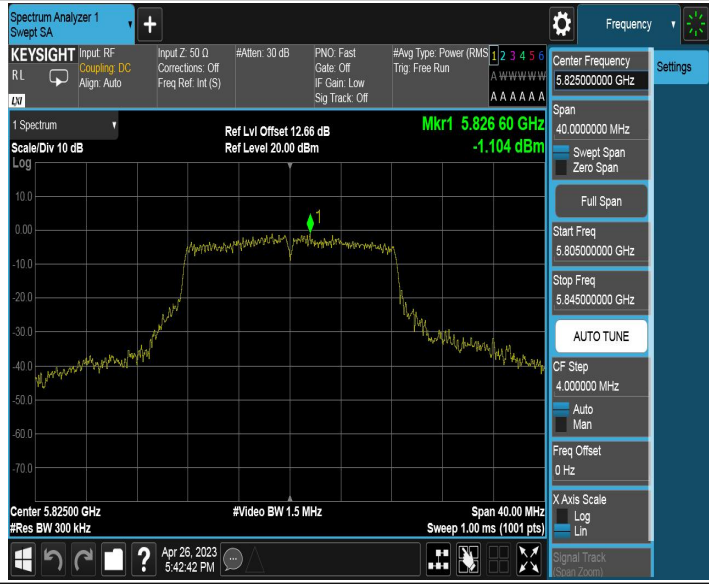 Spectrum Analyzer 1
Swept SA
Frequency
KEYSIGHT
RL
LXI
Input: RF
Coupling: DC
Align: Auto
Input Z: 50 Ω
Corrections: Off
Freq Ref: Int (S)
#Atten: 30 dB
PNO: Fast
Gate: Off
IF Gain: Low
Sig Track: Off
#Avg Type: Power (RMS
Trig: Free Run
1 2 3 4 5 6
A W W W W W
A A A A A A
Center Frequency
5.825000000 GHz
Settings
Span
40.0000000 MHz
Swept Span
Zero Span
Full Span
Start Freq
5.805000000 GHz
Stop Freq
5.845000000 GHz
AUTO TUNE
CF Step
4.000000 MHz
Auto
Man
Freq Offset
0 Hz
X Axis Scale
Log
Lin
Signal Track
(Span Zoom)
1 Spectrum
Scale/Div 10 dB
Log
Ref Lvl Offset 12.66 dB
Ref Level 20.00 dBm
Mkr1 5.826 60 GHz
-1.104 dBm
10.0
0.00
-10.0
-20.0
-30.0
-40.0
-50.0
-60.0
-70.0
1
Center 5.82500 GHz
#Res BW 300 kHz
#Video BW 1.5 MHz
Span 40.00 MHz
Sweep 1.00 ms (1001 pts)
?
Apr 26, 2023
5:42:42 PM